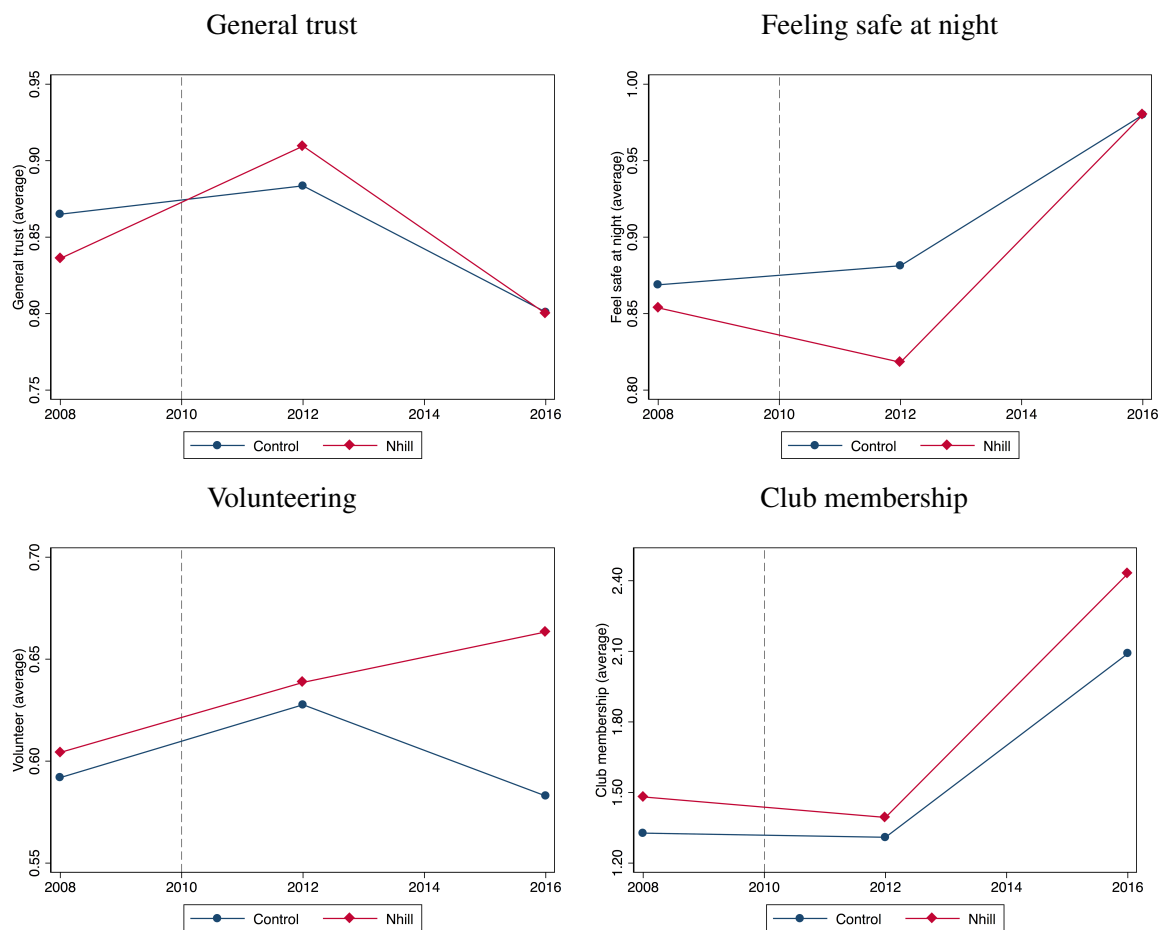 General trust
General trust (average)
0.95
0.90
0.85
0.80
0.75
2008 2010 2012 2014 2016
Control Nhill
Feeling safe at night
Feel safe at night (average)
1.00
0.95
0.90
0.85
0.80
2008 2010 2012 2014 2016
Control Nhill
Volunteering
Volunteer (average)
0.70
0.65
0.60
0.55
2008 2010 2012 2014 2016
Control Nhill
Club membership
Club membership (average)
2.40
2.10
1.80
1.50
1.20
2008 2010 2012 2014 2016
Control Nhill